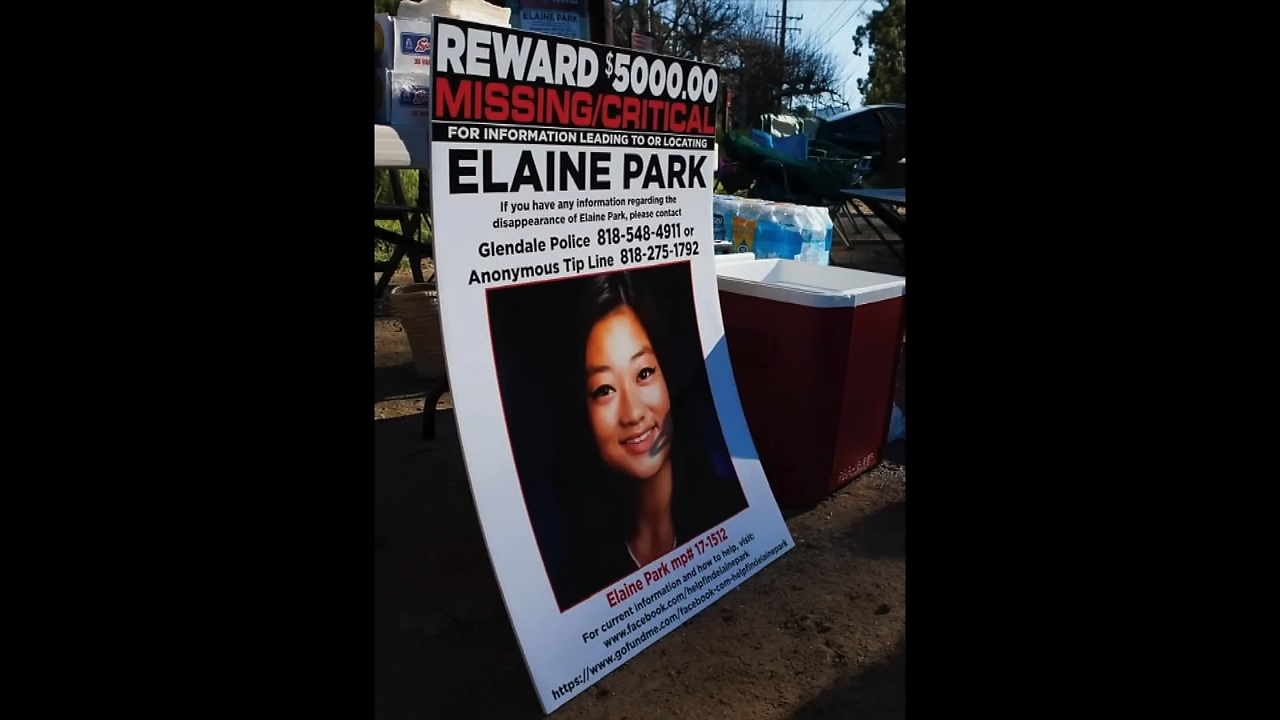 ELAINE PARK
REWARD $5000.00
MISSING/CRITICAL
FOR INFORMATION LEADING TO OR LOCATING
ELAINE PARK
If you have any information regarding the
disappearance of Elaine Park, please contact
Glendale Police 818-548-4911 or
Anonymous Tip Line 818-275-1792
Elaine Park mp# 17-1512
For current information and how to help, visit:
www.facebook.com/helpfindelainepark
https://www.gofundme.com/facebook-com-helpfindelainepark